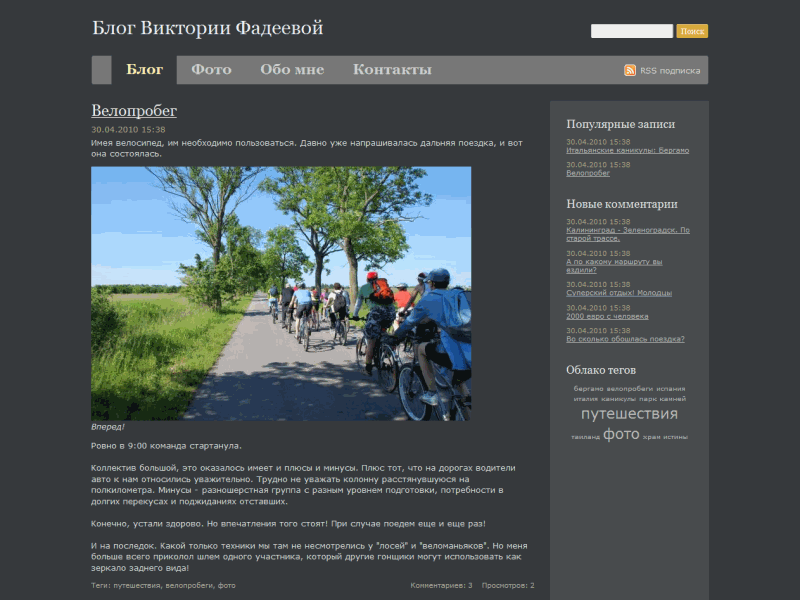 Блог Виктории Фадеевой
Поиск
Блог Фото Обо мне Контакты
RSS подписка
Велопробег
30.04.2010 15:38
Имея велосипед, им необходимо пользоваться. Давно уже напрашивалась дальняя поездка, и вот
она состоялась.
Вперед!
Ровно в 9:00 команда стартанула.
Коллектив большой, это оказалось имеет и плюсы и минусы. Плюс тот, что на дорогах водители
авто к нам относились уважительно. Трудно не уважать колонну расстянувшуюся на
полкилометра. Минусы - разношерстная группа с разным уровнем подготовки, потребности в
долгих перекусах и поджиданиях отставших.
Конечно, устали здорово. Но впечатления того стоят! При случае поедем еще и еще раз!
И на последок. Какой только техники мы там не несмотрелись у "лосей" и "веломаньяков". Но меня
больше всего приколол шлем одного участника, который другие гонщики могут использовать как
зеркало заднего вида!
Теги: путешествия, велопробеги, фото
Комментариев: 3 Просмотров: 2
Популярные записи
30.04.2010 15:38
Итальянские каникулы: Бергамо
30.04.2010 15:38
Велопробег
Новые комментарии
30.04.2010 15:38
Калининград - Зеленоградск. По
старой трассе.
30.04.2010 15:38
А по какому маршруту вы
ездили?
30.04.2010 15:38
Суперский отдых! Молодцы
30.04.2010 15:38
2000 евро с человека
30.04.2010 15:38
Во сколько обошлась поездка?
Облако тегов
бергамо велопробеги испания
италия каникулы парк камней
путешествия
таиланд фото храм истины